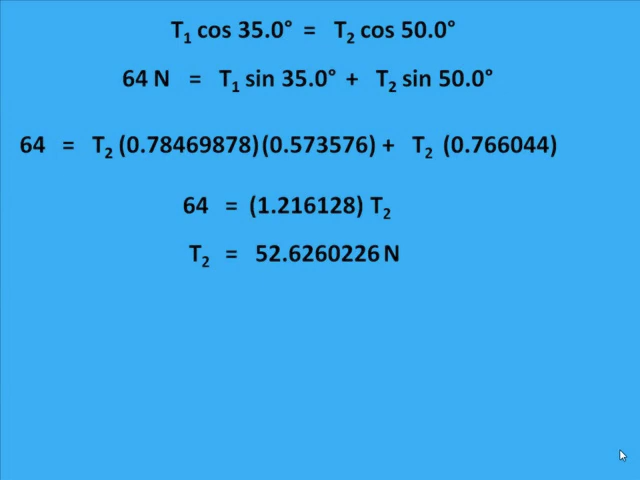 T₁ cos 35.0° = T₂ cos 50.0°
64 N = T₁ sin 35.0° + T₂ sin 50.0°
64 = T₂ (0.78469878)(0.573576) + T₂ (0.766044)
64 = (1.216128) T₂
T₂ = 52.6260226 N